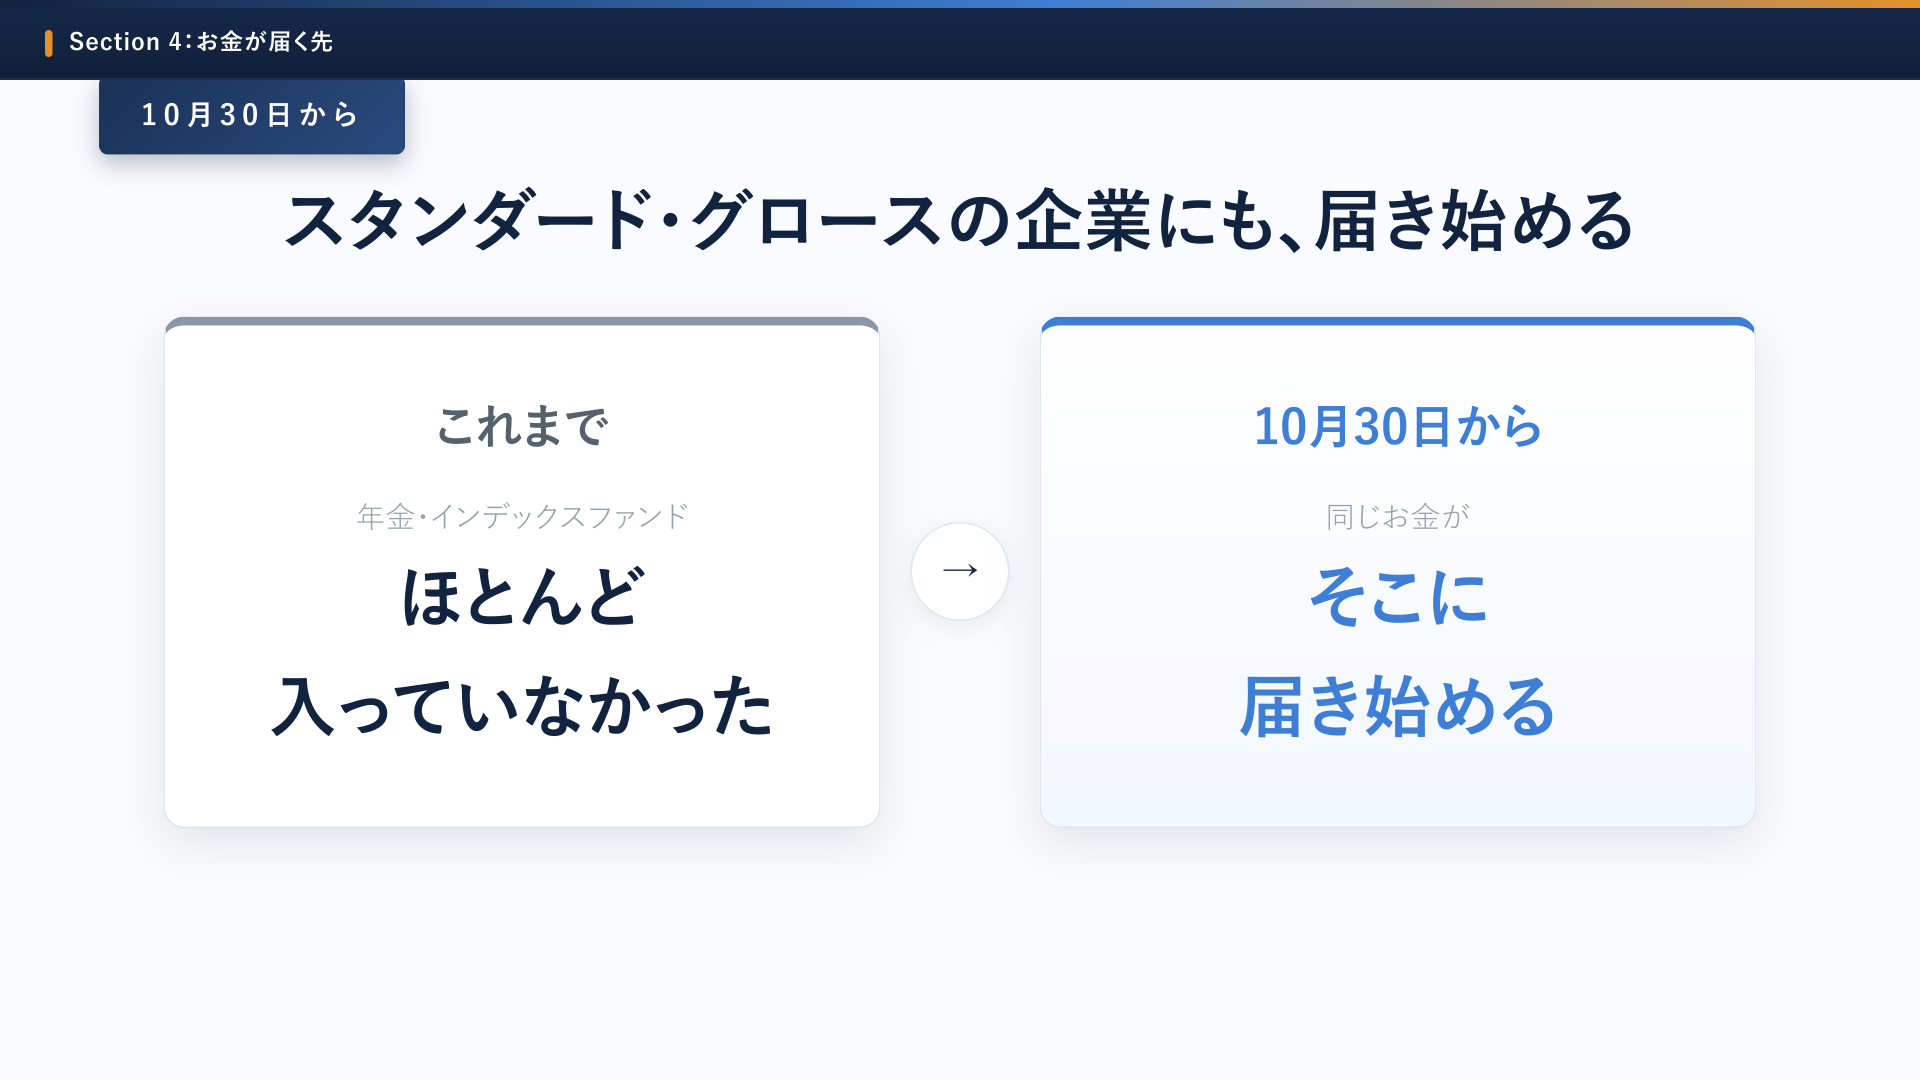 Section 4：お金が届く先
10月30日から
スタンダード・グロースの企業にも、届き始める
これまで
年金・インデックスファンド
ほとんど
入っていなかった
→
10月30日から
同じお金が
そこに
届き始める